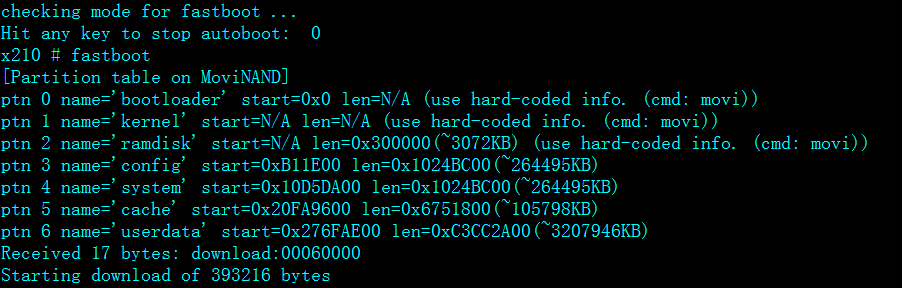 checking mode for fastboot ...
Hit any key to stop autoboot:  0
x210 # fastboot
[Partition table on MoviNAND]
ptn 0 name='bootloader' start=0x0 len=N/A (use hard-coded info. (cmd: movi))
ptn 1 name='kernel' start=N/A len=N/A (use hard-coded info. (cmd: movi))
ptn 2 name='ramdisk' start=N/A len=0x300000(~3072KB) (use hard-coded info. (cmd: movi))
ptn 3 name='config' start=0xB11E00 len=0x1024BC00(~264495KB)
ptn 4 name='system' start=0x10D5DA00 len=0x1024BC00(~264495KB)
ptn 5 name='cache' start=0x20FA9600 len=0x6751800(~105798KB)
ptn 6 name='userdata' start=0x276FAE00 len=0xC3CC2A00(~3207946KB)
Received 17 bytes: download:00060000
Starting download of 393216 bytes